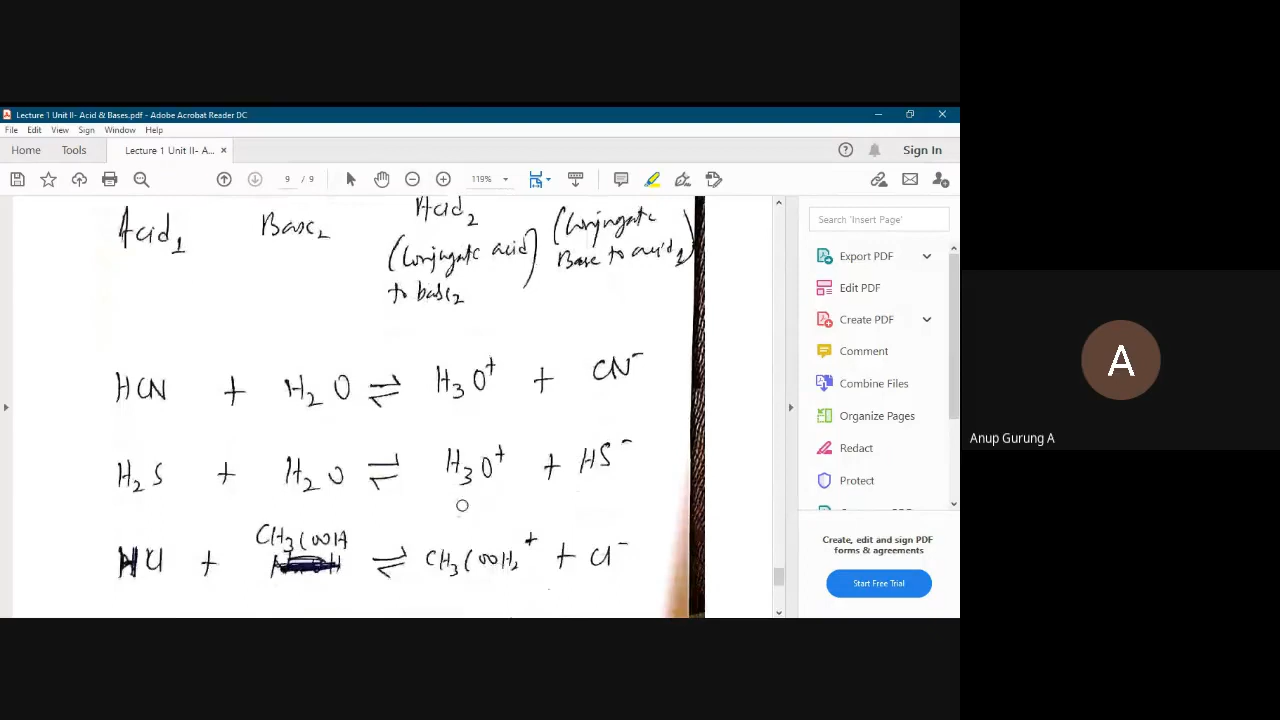 Lecture 1 Unit II- Acid & Bases.pdf - Adobe Acrobat Reader DC
File Edit View Sign Window Help
Home Tools Lecture 1 Unit II- A... × Sign In
9 / 9 119%
Acid₁ Base₂ Acid₂ (Conjugate
(Conjugate acid) Base to acid₁)
to base₂
HCN + H₂O ⇌ H₃O⁺ + CN⁻
H₂S + H₂O ⇌ H₃O⁺ + HS⁻
CH₃COOH
HCl + ⇌ CH₃COOH₂⁺ + Cl⁻
Search 'Insert Page'
Export PDF
Edit PDF
Create PDF
Comment
Combine Files
Organize Pages
Redact
Protect
Create, edit and sign PDF
forms & agreements
Start Free Trial
A
Anup Gurung A